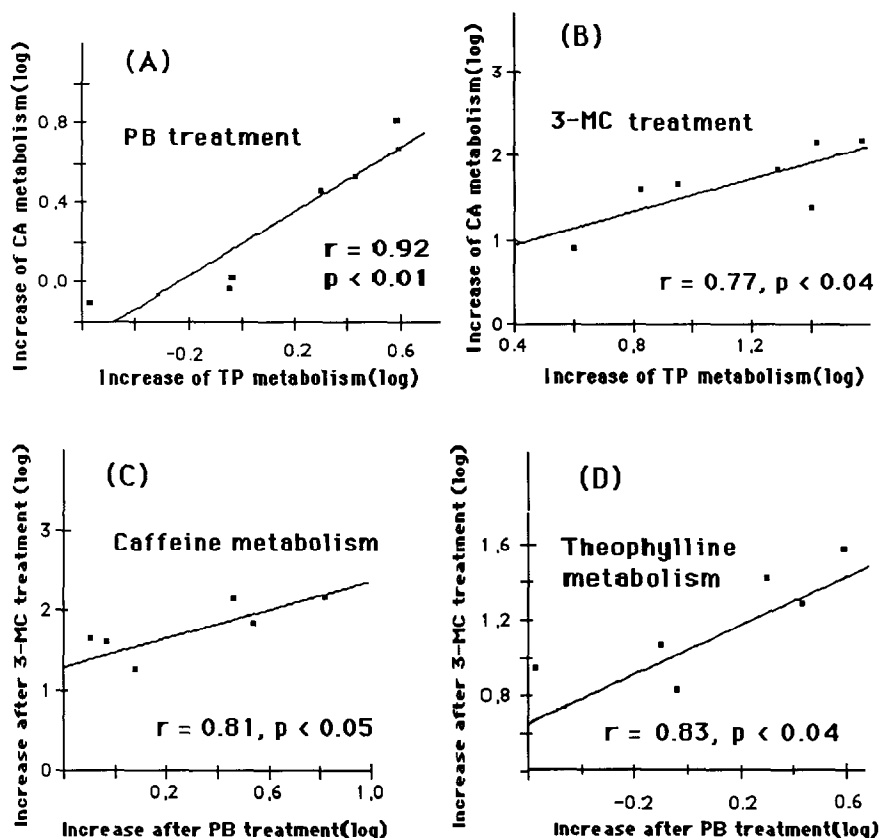 (A)
PB treatment
r = 0.92
p < 0.01
Increase of CA metabolism(log)
0.8
0.4
0.0
-0.2
0.2
0.6
Increase of TP metabolism(log)
(B)
3-MC treatment
r = 0.77, p < 0.04
Increase of CA metabolism(log)
3
2
1
0
0.4
0.8
1.2
Increase of TP metabolism(log)
(C)
Caffeine metabolism
r = 0.81, p < 0.05
Increase after 3-MC treatment (log)
3
2
1
0
0.2
0.6
1.0
Increase after PB treatment(log)
(D)
Theophylline
metabolism
r = 0.83, p < 0.04
Increase after 3-MC treatment (log)
1.6
1.2
0.8
-0.2
0.2
0.6
Increase after PB treatment(log)